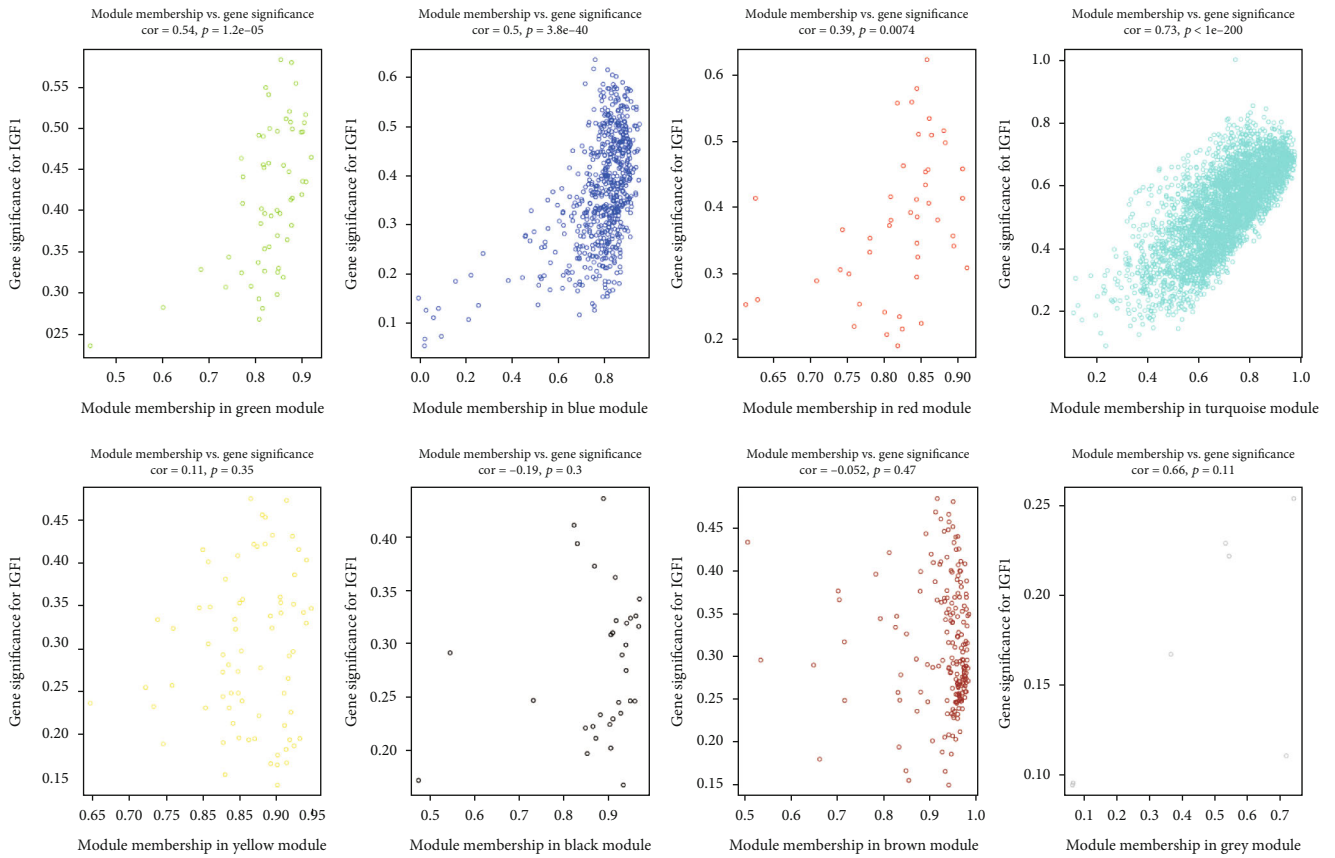 Module membership vs. gene significance
cor = 0.54, p = 1.2e–05
Gene significance for IGF1
0.55
0.50
0.45
0.40
0.35
0.30
0.25
0.5
0.6
0.7
0.8
0.9
Module membership in green module
Module membership vs. gene significance
cor = 0.5, p = 3.8e–40
Gene significance for IGF1
0.6
0.5
0.4
0.3
0.2
0.1
0.0
0.2
0.4
0.6
0.8
Module membership in blue module
Module membership vs. gene significance
cor = 0.39, p = 0.0074
Gene significance for IGF1
0.6
0.5
0.4
0.3
0.2
0.65
0.70
0.75
0.80
0.85
0.90
Module membership in red module
Module membership vs. gene significance
cor = 0.73, p < 1e–200
Gene significance fot IGF1
1.0
0.8
0.6
0.4
0.2
0.2
0.4
0.6
0.8
1.0
Module membership in turquoise module
Module membership vs. gene significance
cor = 0.11, p = 0.35
Gene significance for IGF1
0.45
0.40
0.35
0.30
0.25
0.20
0.15
0.65
0.70
0.75
0.80
0.85
0.90
0.95
Module membership in yellow module
Module membership vs. gene significance
cor = –0.19, p = 0.3
Gene significance for IGF1
0.40
0.30
0.25
0.20
0.5
0.6
0.7
0.8
0.9
Module membership in black module
Module membership vs. gene significance
cor = –0.052, p = 0.47
Gene significance for IGF1
0.45
0.40
0.35
0.30
0.25
0.20
0.15
0.5
0.6
0.7
0.8
0.9
1.0
Module membership in brown module
Module membership vs. gene significance
cor = 0.66, p = 0.11
Gene significance for IGF1
0.25
0.20
0.15
0.10
0.1
0.2
0.3
0.4
0.5
0.6
0.7
Module membership in grey module